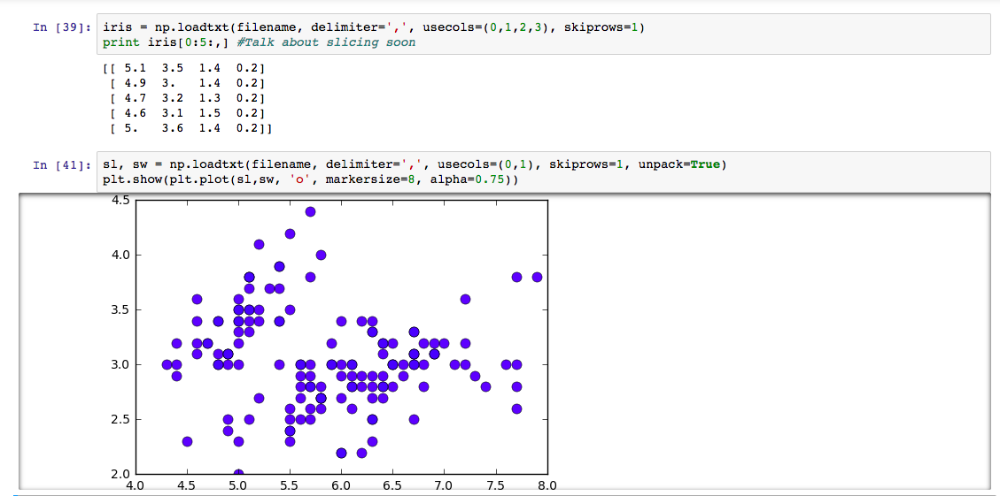 In [39]: iris = np.loadtxt(filename, delimiter=',', usecols=(0,1,2,3), skiprows=1)
print iris[0:5:,] #Talk about slicing soon
[[ 5.1 3.5 1.4 0.2]
[ 4.9 3. 1.4 0.2]
[ 4.7 3.2 1.3 0.2]
[ 4.6 3.1 1.5 0.2]
[ 5. 3.6 1.4 0.2]]
In [41]: sl, sw = np.loadtxt(filename, delimiter=',', usecols=(0,1), skiprows=1, unpack=True)
plt.show(plt.plot(sl,sw, 'o', markersize=8, alpha=0.75))
4.5
4.0
3.5
3.0
2.5
2.0
4.0 4.5 5.0 5.5 6.0 6.5 7.0 7.5 8.0